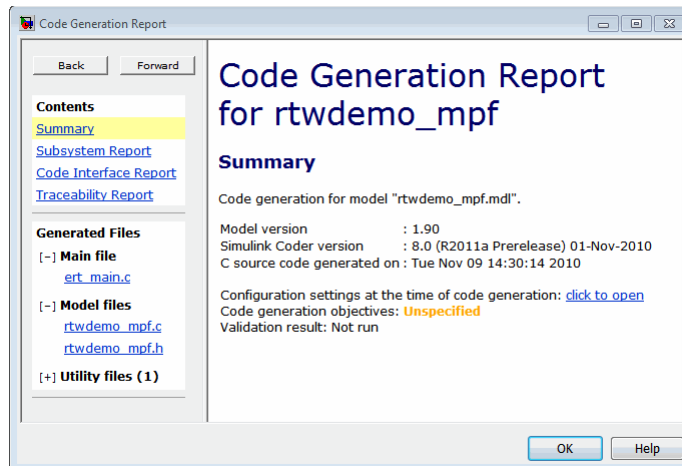 Code Generation Report
Back Forward
Contents
Summary
Subsystem Report
Code Interface Report
Traceability Report
Generated Files
[-] Main file
ert_main.c
[-] Model files
rtwdemo_mpf.c
rtwdemo_mpf.h
[+] Utility files (1)
Code Generation Report
for rtwdemo_mpf
Summary
Code generation for model "rtwdemo_mpf.mdl".
Model version : 1.90
Simulink Coder version : 8.0 (R2011a Prerelease) 01-Nov-2010
C source code generated on : Tue Nov 09 14:30:14 2010
Configuration settings at the time of code generation: click to open
Code generation objectives: Unspecified
Validation result: Not run
OK Help